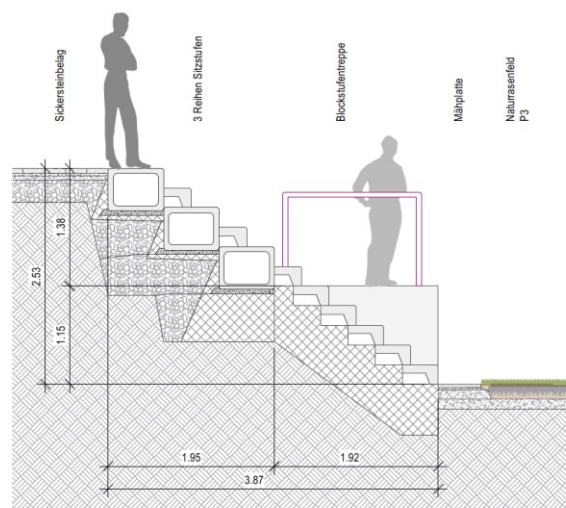 Sickersteinbelag
3 Reihen Sitzstufen
Blockstufentreppe
Mähplatte
Naturrasenfeld
P3
1.38
2.53
1.15
1.95
1.92
3.87